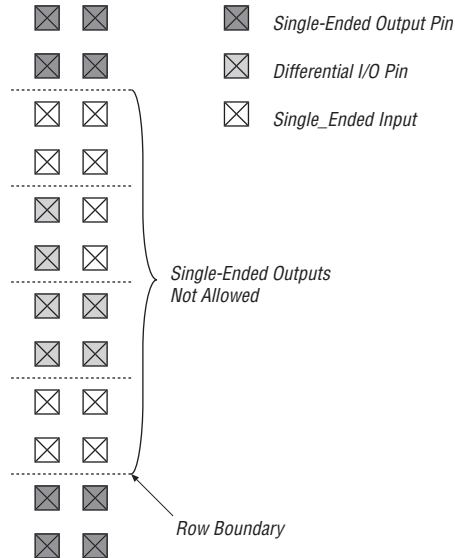 Single-Ended Output Pin
Differential I/O Pin
Single_Ended Input
Single-Ended Outputs
Not Allowed
Row Boundary